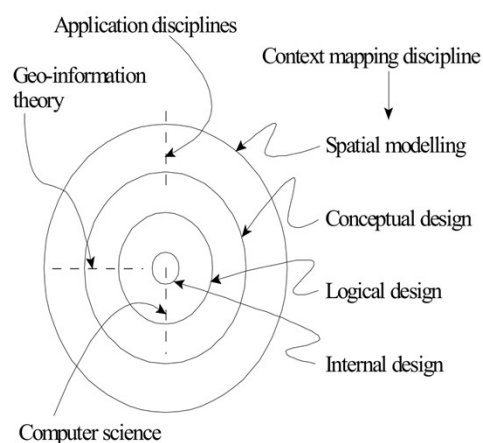 Application disciplines
Geo-information
theory
Context mapping discipline
Spatial modelling
Conceptual design
Logical design
Internal design
Computer science